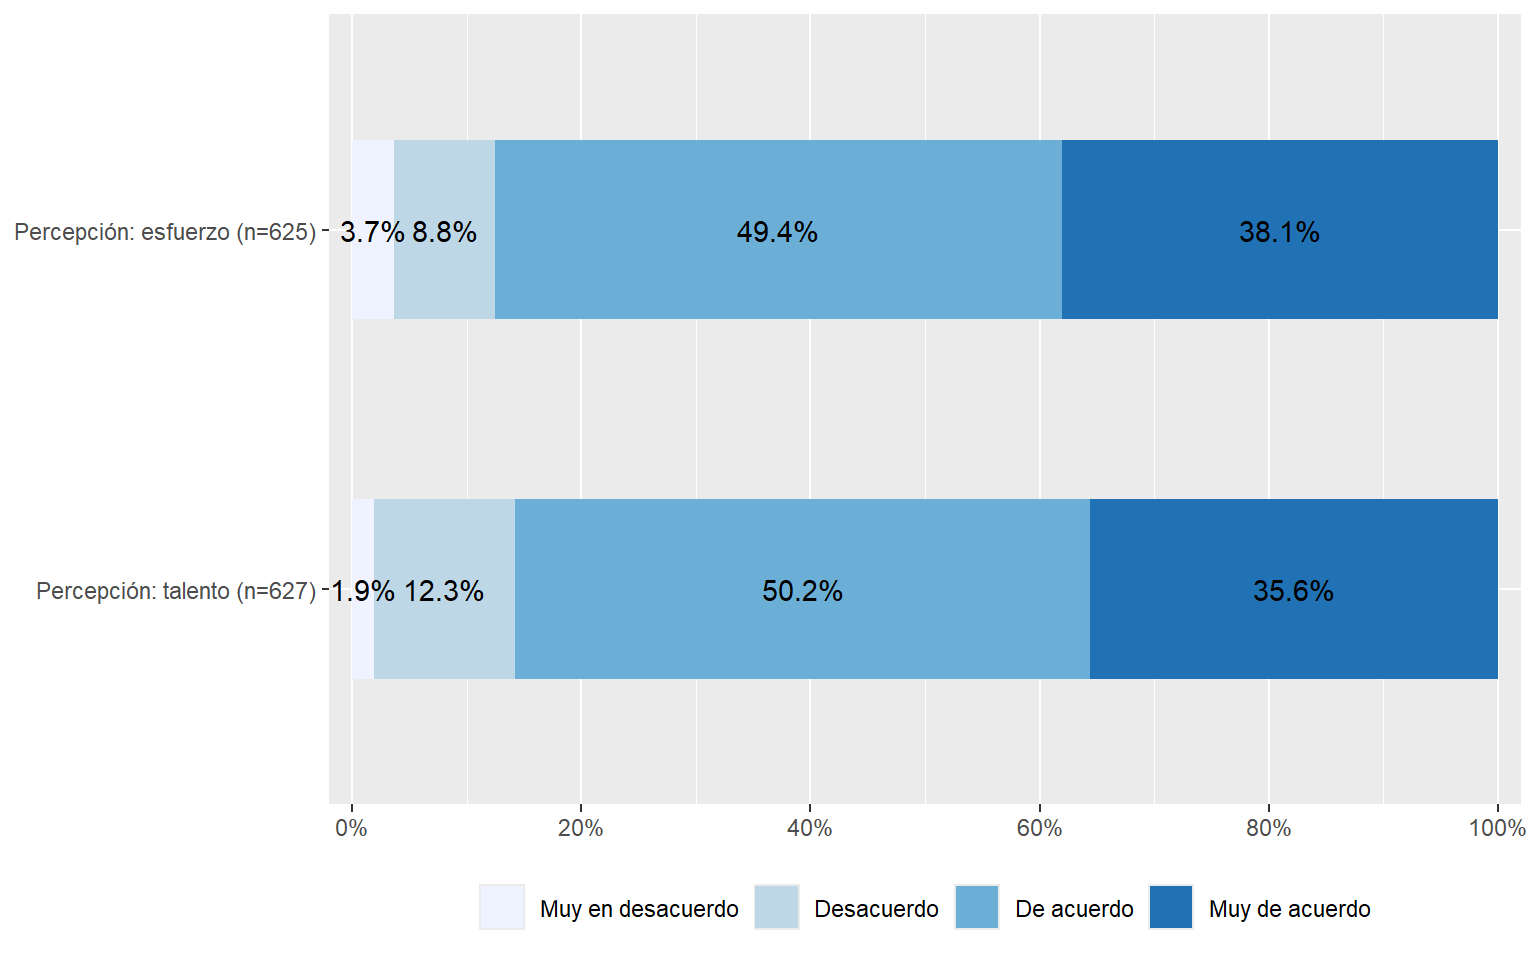 Percepción: esfuerzo (n=625) 3.7% 8.8% 49.4% 38.1%
Percepción: talento (n=627) 1.9% 12.3% 50.2% 35.6%
0% 20% 40% 60% 80% 100%
Muy en desacuerdo Desacuerdo De acuerdo Muy de acuerdo